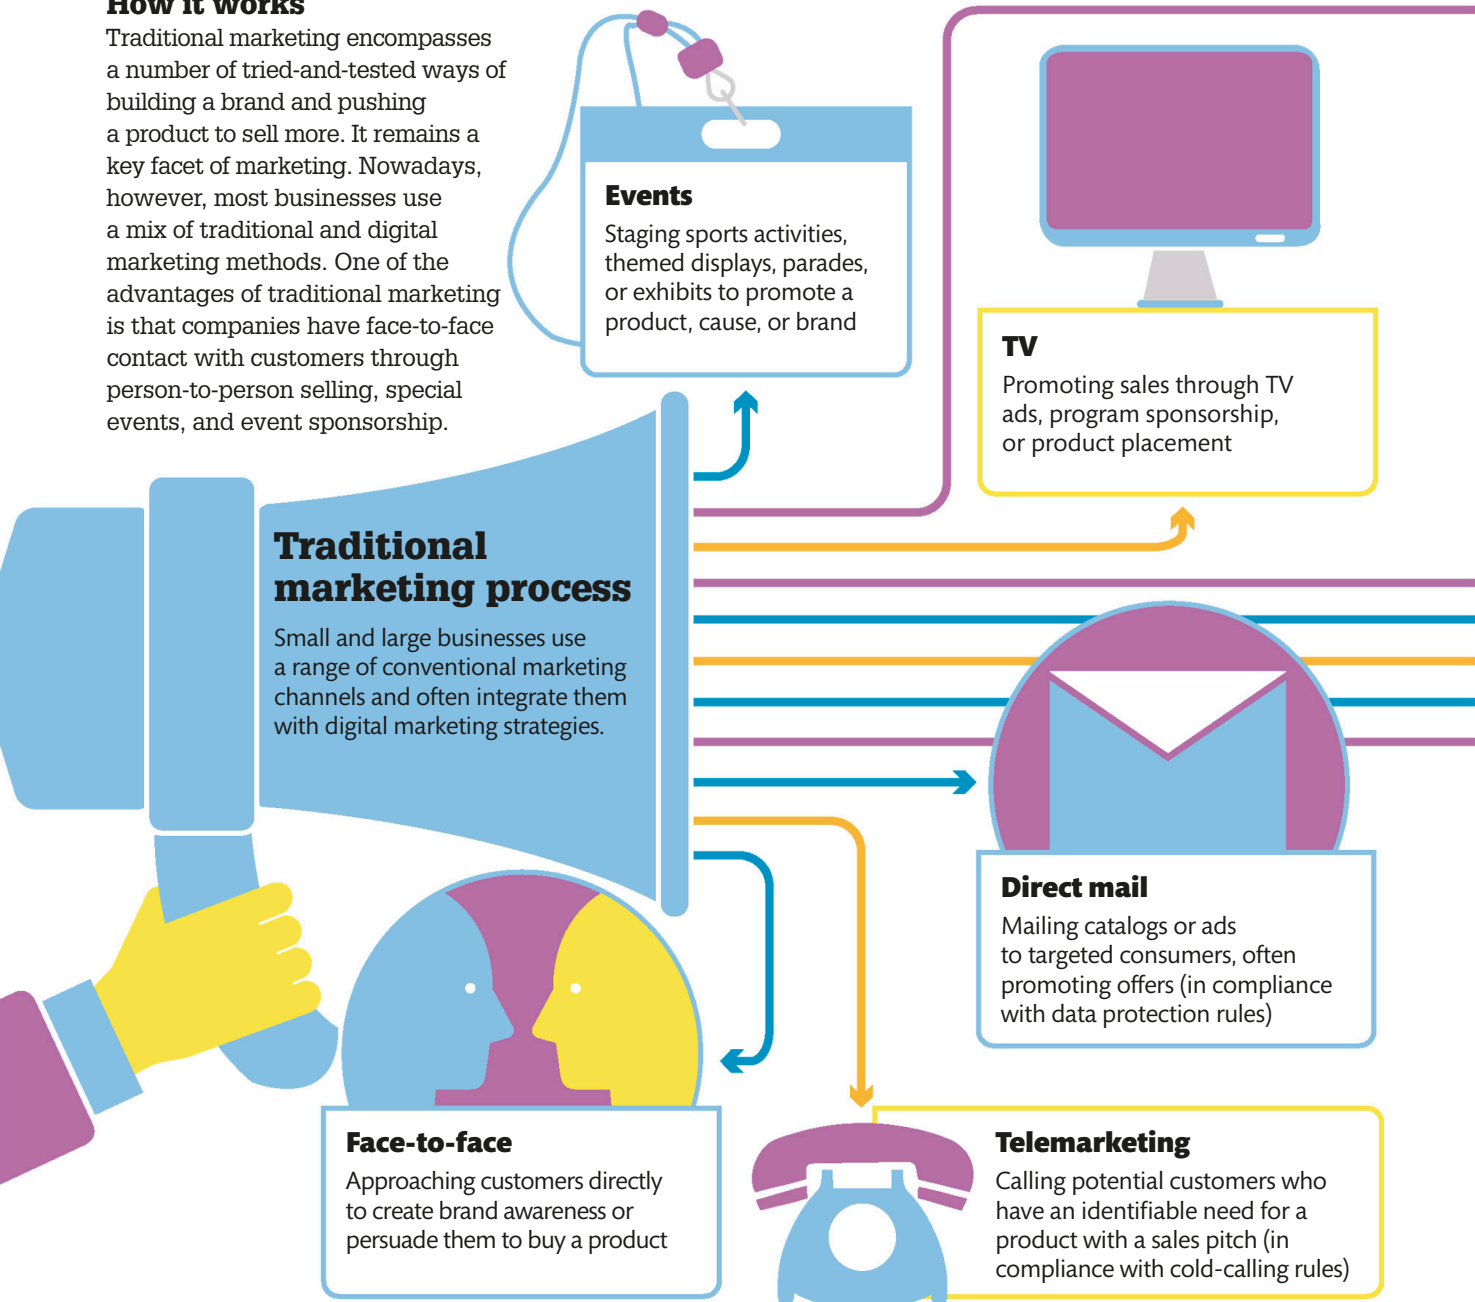 How it works
Traditional marketing encompasses
a number of tried-and-tested ways of
building a brand and pushing
a product to sell more. It remains a
key facet of marketing. Nowadays,
however, most businesses use
a mix of traditional and digital
marketing methods. One of the
advantages of traditional marketing
is that companies have face-to-face
contact with customers through
person-to-person selling, special
events, and event sponsorship.
Events
Staging sports activities,
themed displays, parades,
or exhibits to promote a
product, cause, or brand
TV
Promoting sales through TV
ads, program sponsorship,
or product placement
Traditional
marketing process
Small and large businesses use
a range of conventional marketing
channels and often integrate them
with digital marketing strategies.
Direct mail
Mailing catalogs or ads
to targeted consumers, often
promoting offers (in compliance
with data protection rules)
Face-to-face
Approaching customers directly
to create brand awareness or
persuade them to buy a product
Telemarketing
Calling potential customers who
have an identifiable need for a
product with a sales pitch (in
compliance with cold-calling rules)